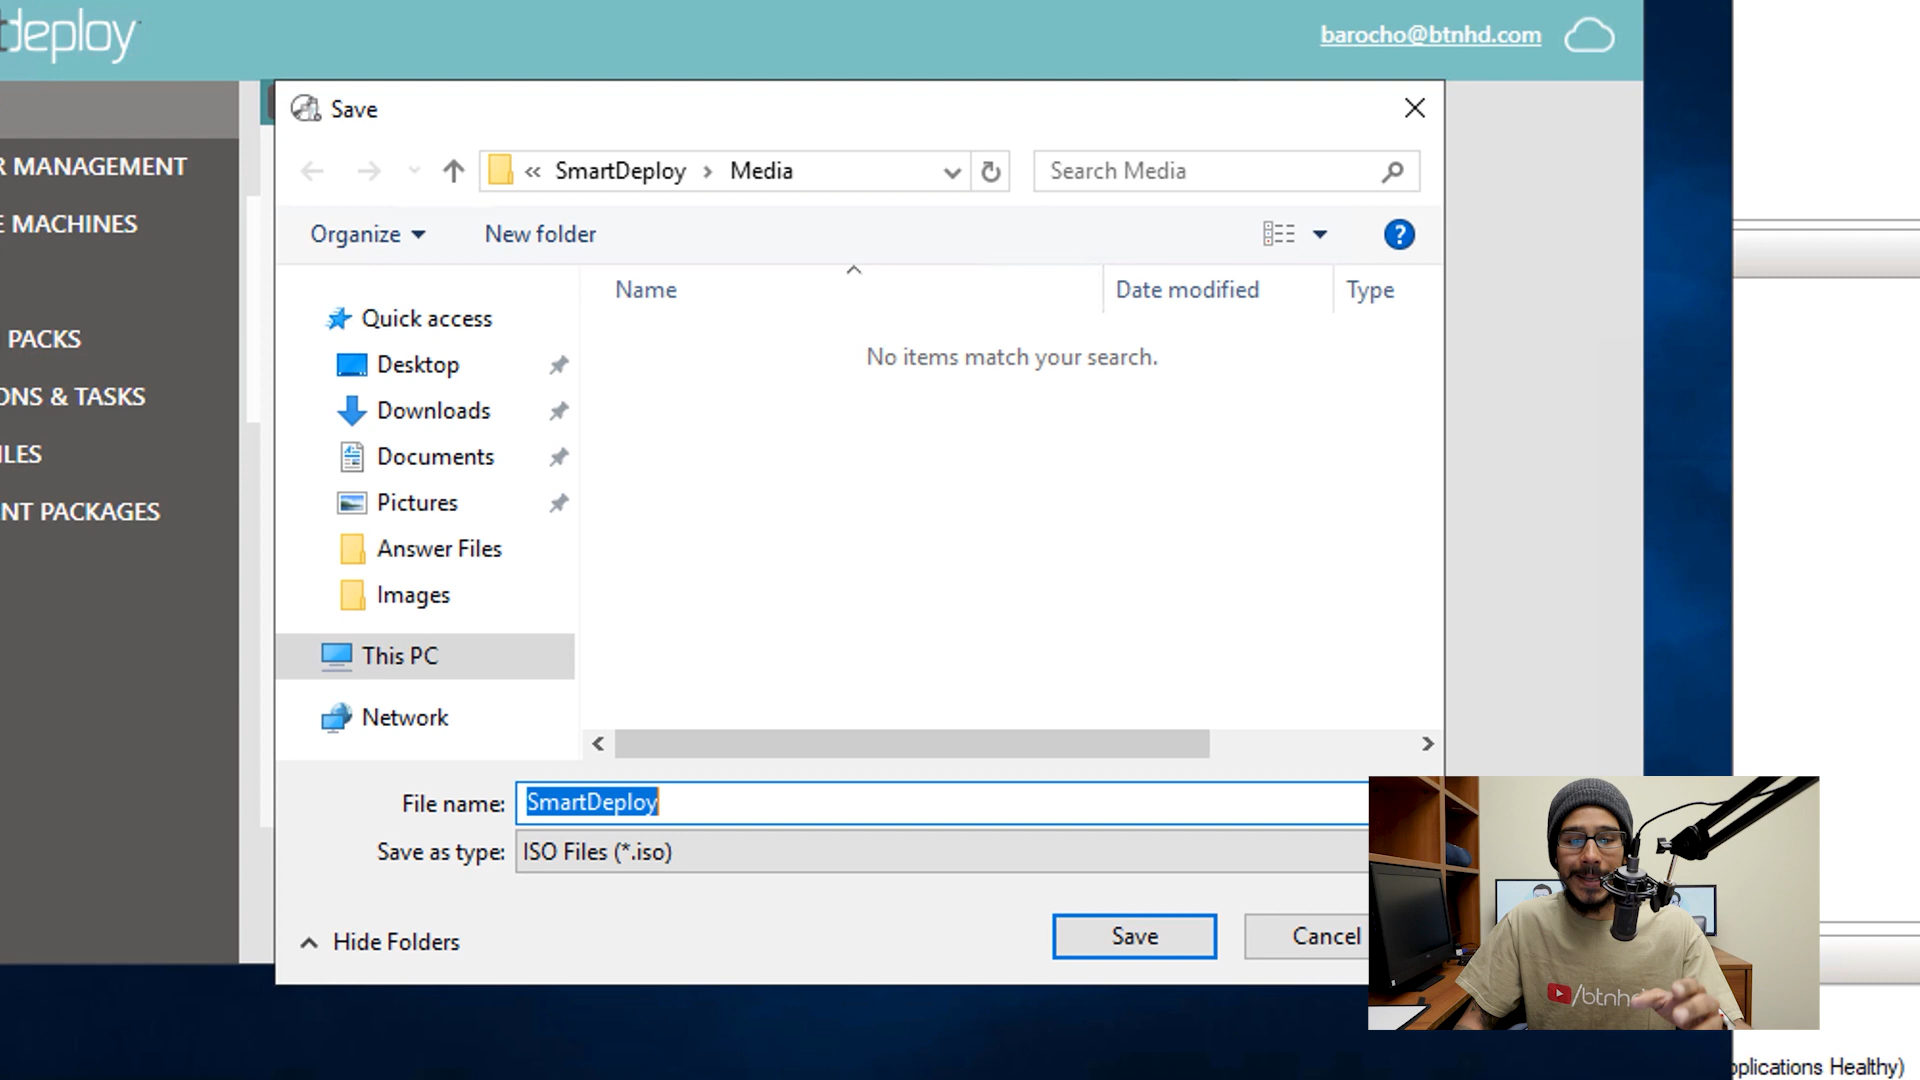 deploy
barocho@btnhd.com
Save
« SmartDeploy › Media
Search Media
R MANAGEMENT
E MACHINES
PACKS
ONS & TASKS
ILES
NT PACKAGES
Organize
New folder
?
Name
Date modified
Type
No items match your search.
Quick access
Desktop
Downloads
Documents
Pictures
Answer Files
Images
This PC
Network
File name:
SmartDeploy
Save as type:
ISO Files (*.iso)
Hide Folders
Save
Cancel
/btnh
pplications Healthy)